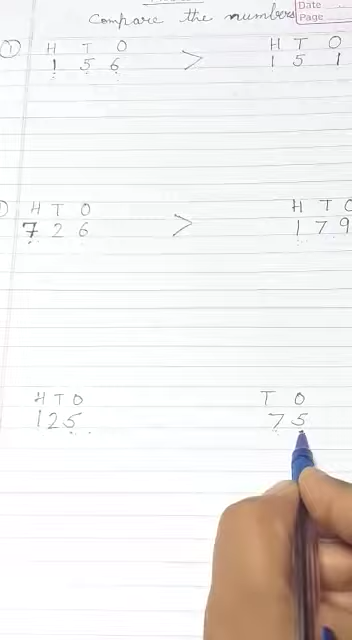 Date
Page
Compare the numbers
① H T O H T O
1 5 6 > 1 5 1
H T O H T O
7 2 6 > 1 7 9
H T O T O
1 2 5 7 5